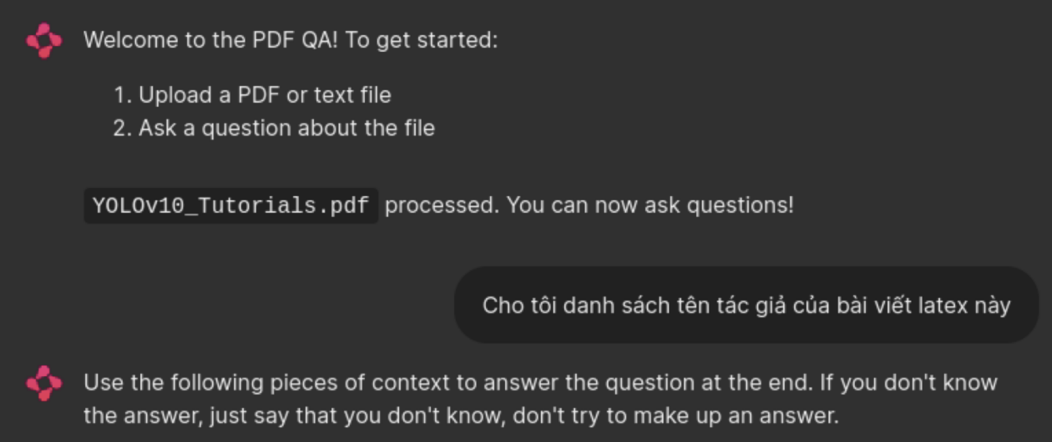 Welcome to the PDF QA! To get started:
1. Upload a PDF or text file
2. Ask a question about the file
YOLOv10_Tutorials.pdf processed. You can now ask questions!
Cho tôi danh sách tên tác giả của bài viết latex này
Use the following pieces of context to answer the question at the end. If you don't know
the answer, just say that you don't know, don't try to make up an answer.